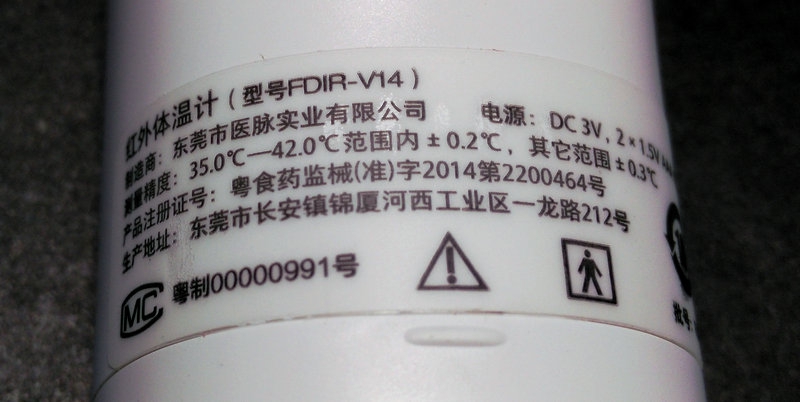 红外体温计（型号FDIR-V14）
制造商：东莞市医脉实业有限公司 电源：DC 3V，2×1.5V
测量精度：35.0℃—42.0℃范围内±0.2℃，其它范围±0.3℃
产品注册证号：粤食药监械(准)字2014第2200464号
生产地址：东莞市长安镇锦厦河西工业区一龙路212号
MC 粤制00000991号
批号